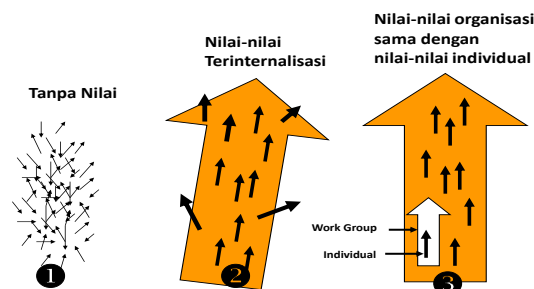 Tanpa Nilai
1
Nilai-nilai
Terinternalisasi
2
Nilai-nilai organisasi
sama dengan
nilai-nilai individual
Work Group
Individual
3